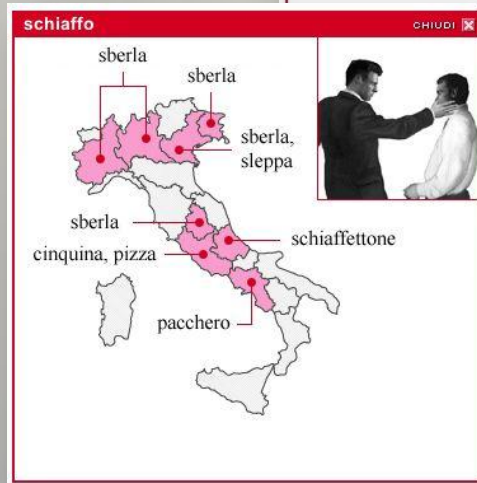 schiaffo
CHIUDI
sberla
sberla
sberla,
sleppa
sberla
schiaffettone
cinquina, pizza
pacchero